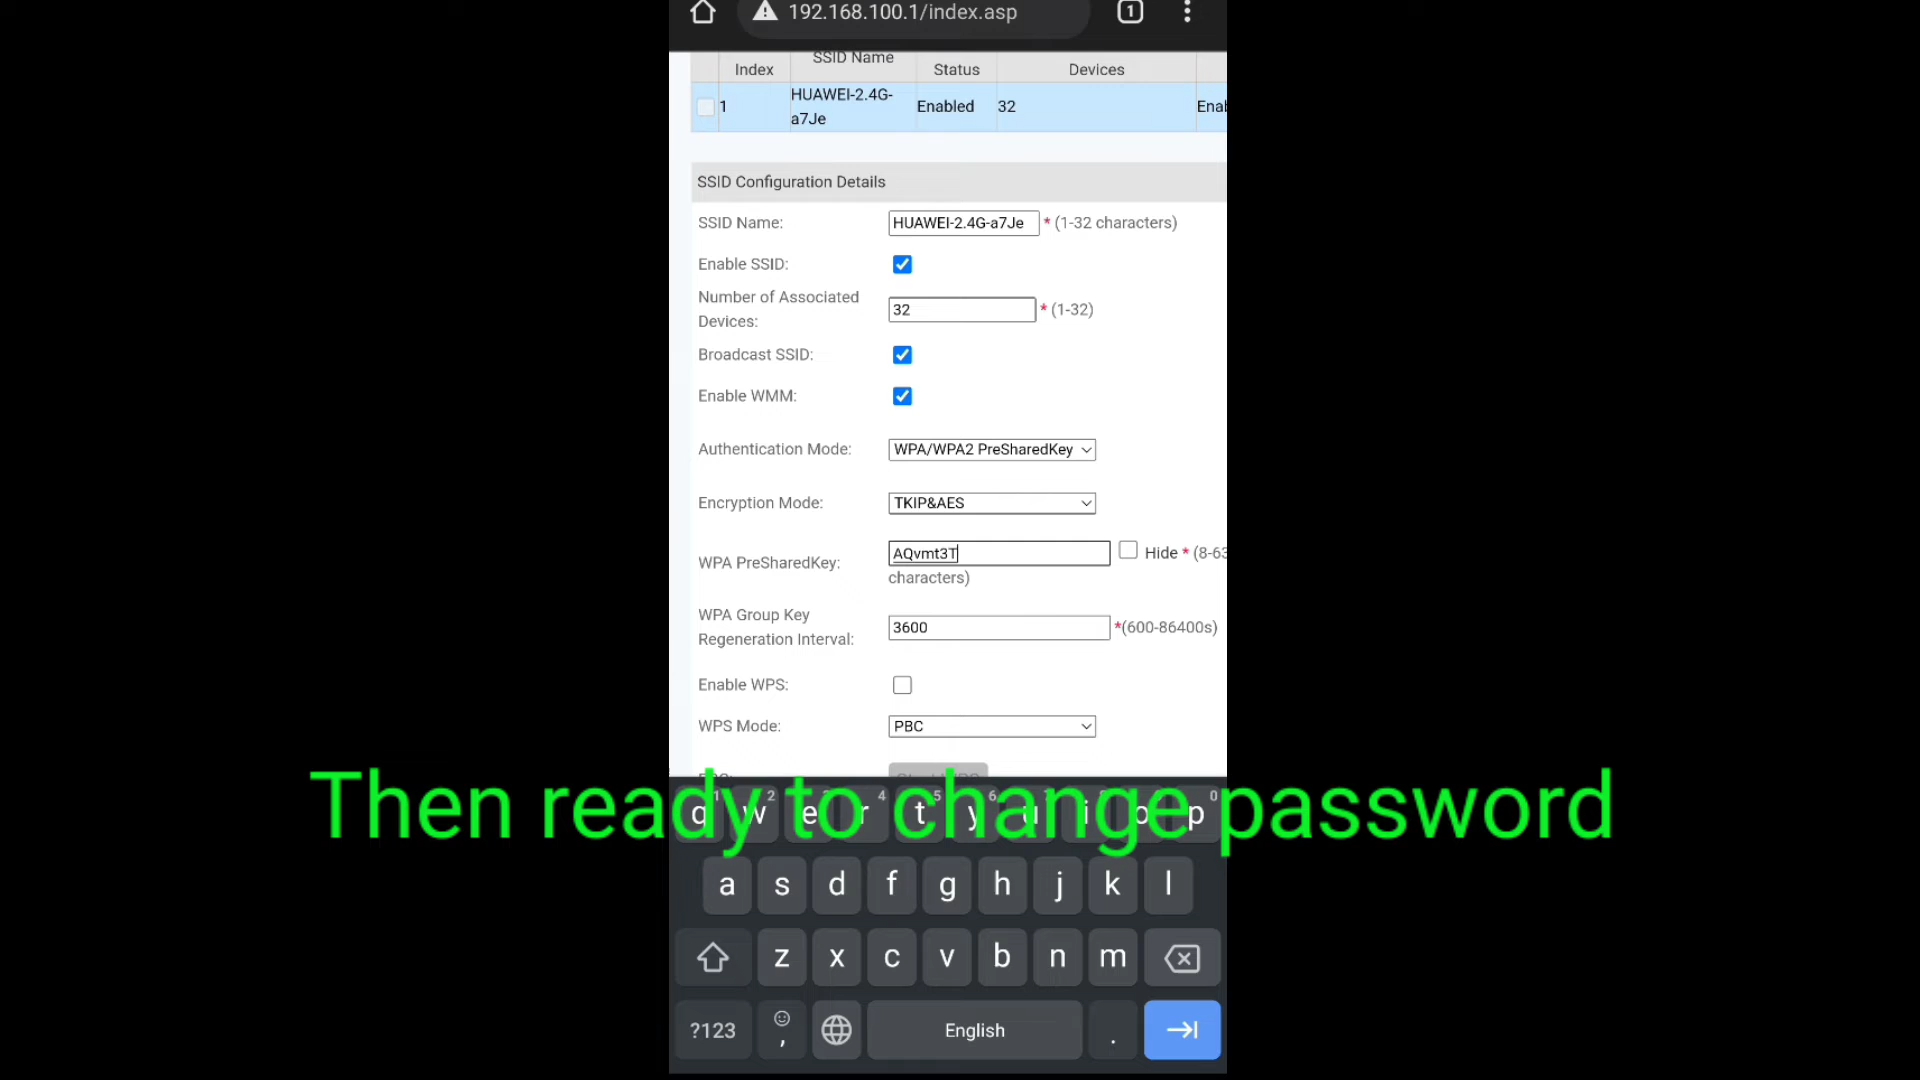 192.168.100.1/index.asp
1
Index SSID Name Status Devices
1 HUAWEI-2.4G-a7Je Enabled 32 Enab
SSID Configuration Details
SSID Name: HUAWEI-2.4G-a7Je * (1-32 characters)
Enable SSID:
Number of Associated Devices: 32 * (1-32)
Broadcast SSID:
Enable WMM:
Authentication Mode: WPA/WPA2 PreSharedKey
Encryption Mode: TKIP&AES
WPA PreSharedKey: AQvmt3T Hide * (8-63 characters)
WPA Group Key Regeneration Interval: 3600 *(600-86400s)
Enable WPS:
WPS Mode: PBC
Then ready to change password
q w e r t y u i o p
a s d f g h j k l
z x c v b n m
?123 , English .